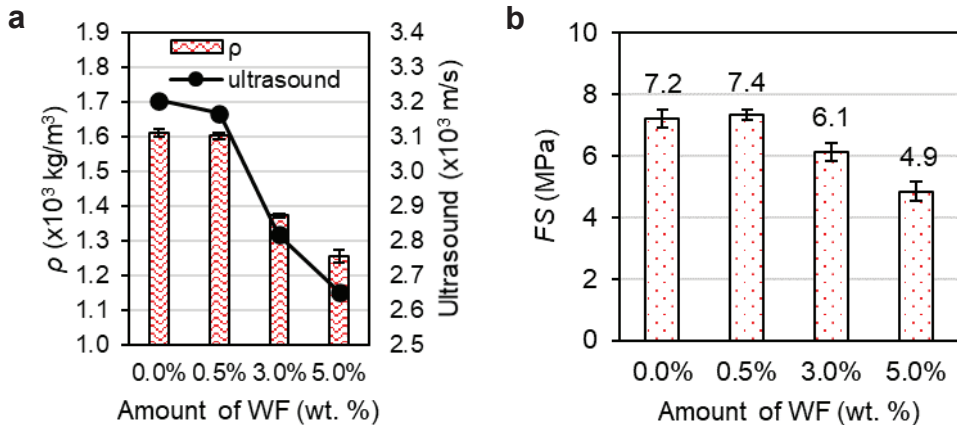 a
1.9
1.8
1.7
1.6
1.5
1.4
1.3
1.2
1.1
1.0
ρ (x10³ kg/m³)
ρ
ultrasound
3.4
3.3
3.2
3.1
3.0
2.9
2.8
2.7
2.6
2.5
Ultrasound (x10³ m/s)
0.0% 0.5% 3.0% 5.0%
Amount of WF (wt. %)
b
10
8
6
4
2
0
FS (MPa)
7.2
7.4
6.1
4.9
0.0% 0.5% 3.0% 5.0%
Amount of WF (wt. %)